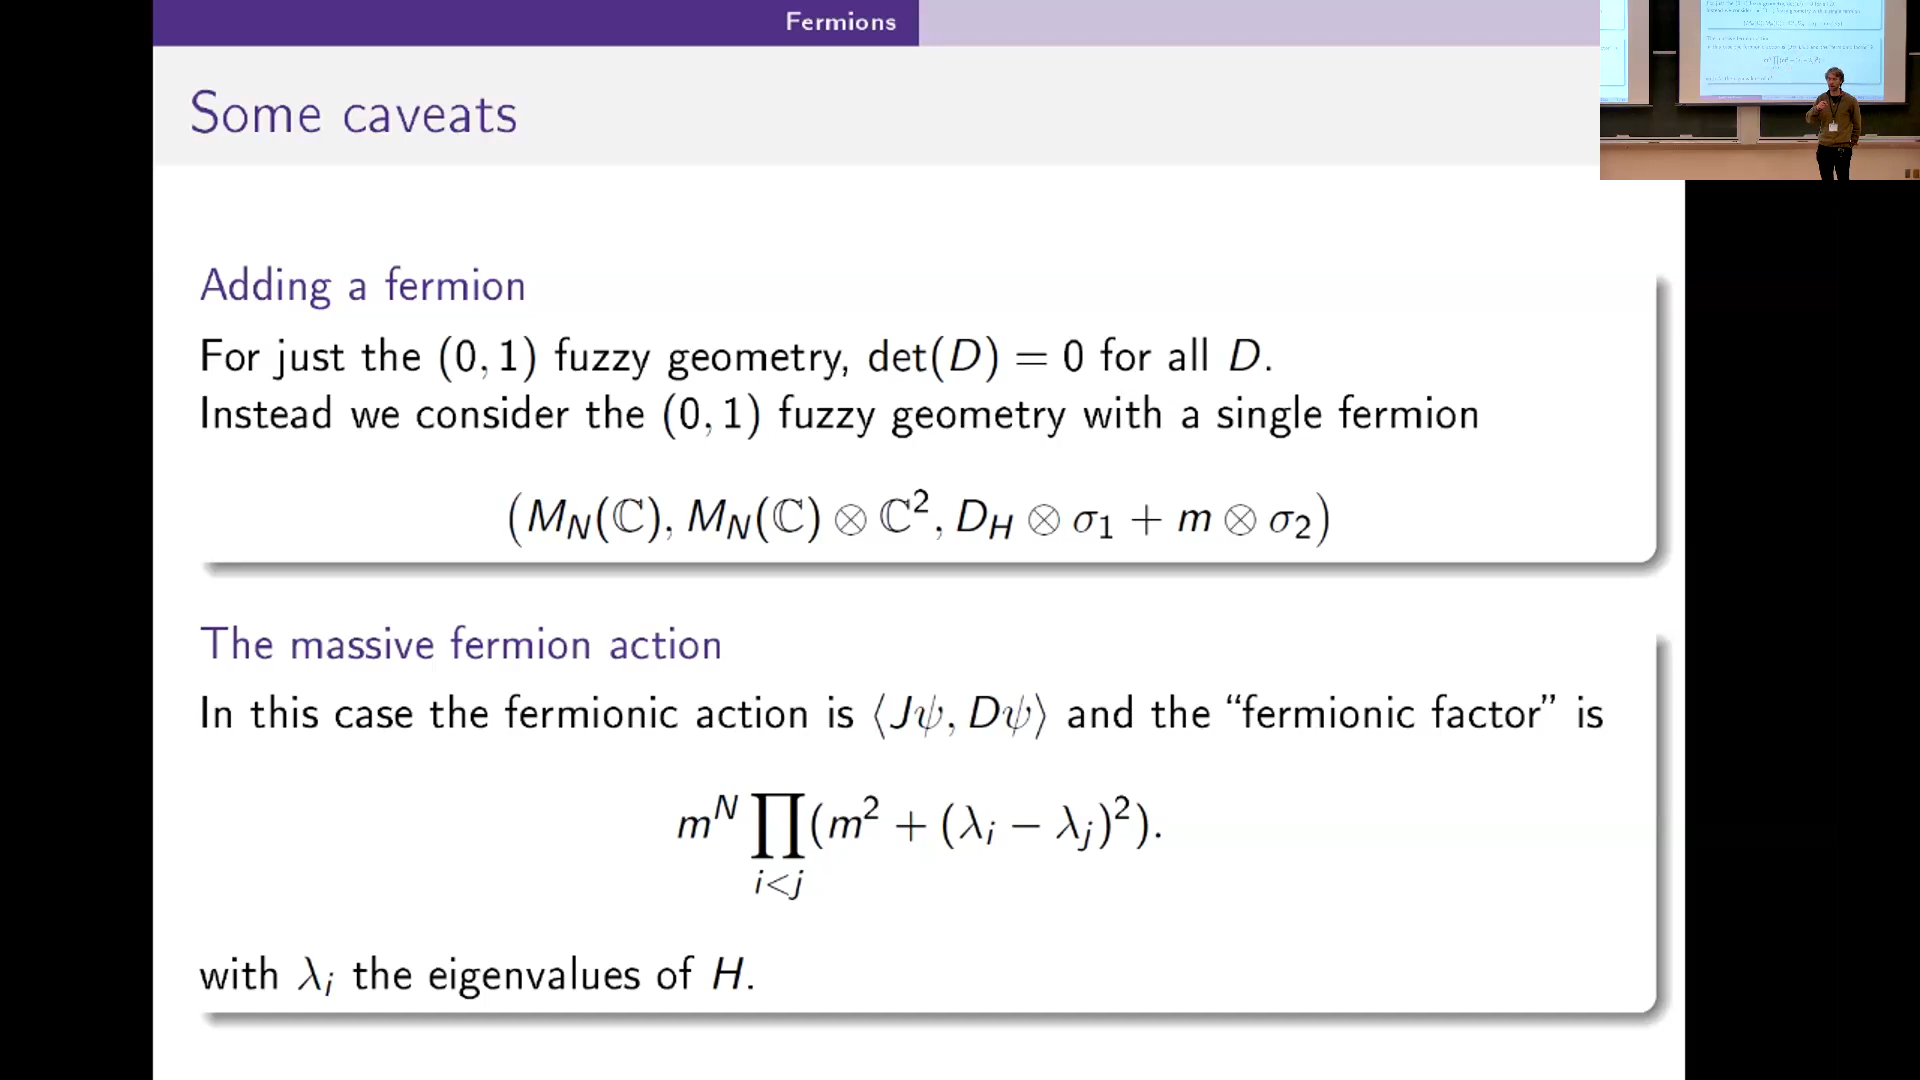 Fermions
Some caveats
Adding a fermion
For just the (0, 1) fuzzy geometry, det(D) = 0 for all D.
Instead we consider the (0, 1) fuzzy geometry with a single fermion
(M_N(ℂ), M_N(ℂ) ⊗ ℂ², D_H ⊗ σ₁ + m ⊗ σ₂)
The massive fermion action
In this case the fermionic action is ⟨Jψ, Dψ⟩ and the “fermionic factor” is
m^N ∏_{i<j} (m² + (λ_i − λ_j)²).
with λ_i the eigenvalues of H.